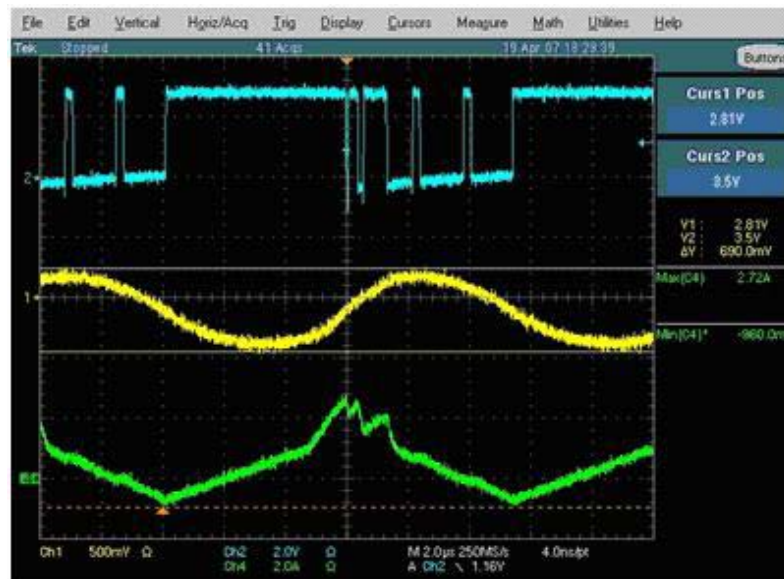 File Edit Vertical Horiz/Acq Trig Display Cursors Measure Math Utilities Help
Tek Stopped 41 Acqs 19 Apr 07 18:28:39
Buttons
Curs1 Pos
2.81V
Curs2 Pos
3.5V
V1: 2.81V
V2: 3.5V
ΔV: 690.0mV
Max(C4) 2.72A
Min(C4)* -960.0m
2
1
Ch1 500mV Ω Ch2 2.0V Ω M 2.0µs 250MS/s 4.0ns/pt
Ch4 2.0A Ω A Ch2 \ 1.16V